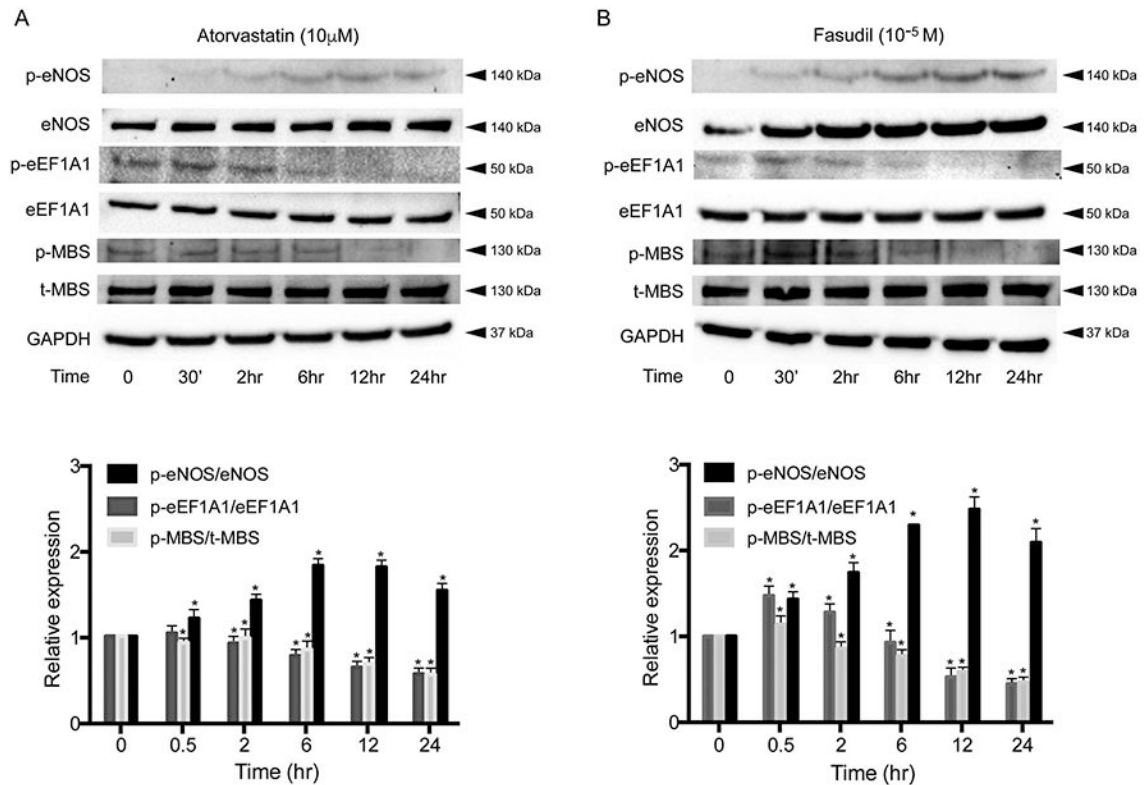 A
Atorvastatin (10μM)
p-eNOS
140 kDa
eNOS
140 kDa
p-eEF1A1
50 kDa
eEF1A1
50 kDa
p-MBS
130 kDa
t-MBS
130 kDa
GAPDH
37 kDa
Time 0 30' 2hr 6hr 12hr 24hr
B
Fasudil (10⁻⁵ M)
p-eNOS
140 kDa
eNOS
140 kDa
p-eEF1A1
50 kDa
eEF1A1
50 kDa
p-MBS
130 kDa
t-MBS
130 kDa
GAPDH
37 kDa
Time 0 30' 2hr 6hr 12hr 24hr
Relative expression
3
2
1
0
p-eNOS/eNOS
p-eEF1A1/eEF1A1
p-MBS/t-MBS
* * * * * * * * * * * * * *
0 0.5 2 6 12 24
Time (hr)
Relative expression
3
2
1
0
p-eNOS/eNOS
p-eEF1A1/eEF1A1
p-MBS/t-MBS
* * * * * * * * * * * * * * *
0 0.5 2 6 12 24
Time (hr)